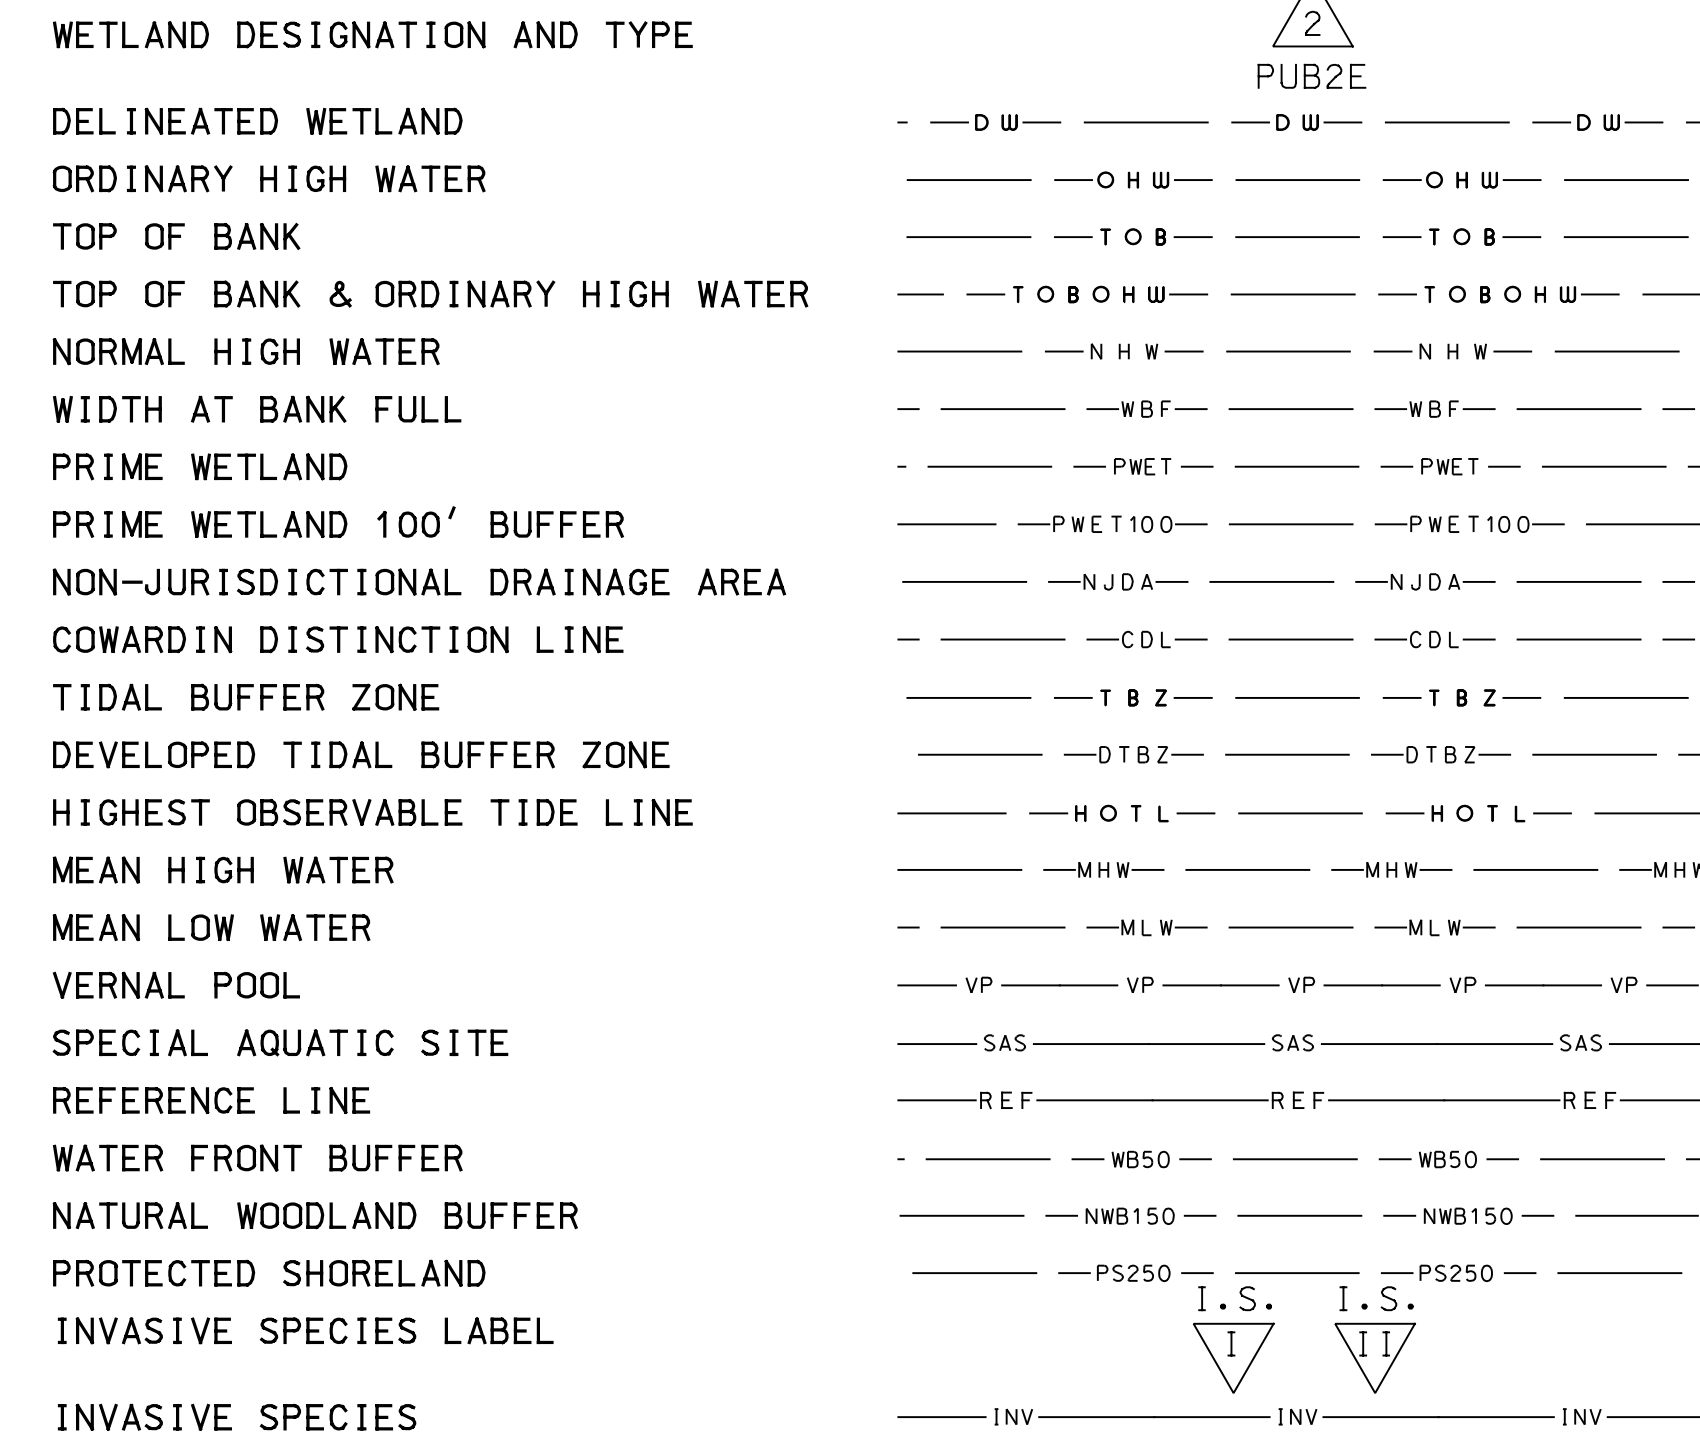 WETLAND DESIGNATION AND TYPE 2
PUB2E
DELINEATED WETLAND DW DW DW
ORDINARY HIGH WATER OHW OHW
TOP OF BANK TOB TOB
TOP OF BANK & ORDINARY HIGH WATER TOBOHW TOBOHW
NORMAL HIGH WATER NHW NHW
WIDTH AT BANK FULL WBF WBF
PRIME WETLAND PWET PWET
PRIME WETLAND 100' BUFFER PWET100 PWET100
NON-JURISDICTIONAL DRAINAGE AREA NJDA NJDA
COWARDIN DISTINCTION LINE CDL CDL
TIDAL BUFFER ZONE TBZ TBZ
DEVELOPED TIDAL BUFFER ZONE DTBZ DTBZ
HIGHEST OBSERVABLE TIDE LINE HOTL HOTL
MEAN HIGH WATER MHW MHW MHW
MEAN LOW WATER MLW MLW
VERNAL POOL VP VP VP VP VP
SPECIAL AQUATIC SITE SAS SAS SAS
REFERENCE LINE REF REF REF
WATER FRONT BUFFER WB50 WB50
NATURAL WOODLAND BUFFER NWB150 NWB150
PROTECTED SHORELAND PS250 PS250
I.S. I.S.
INVASIVE SPECIES LABEL I II
INVASIVE SPECIES INV INV INV